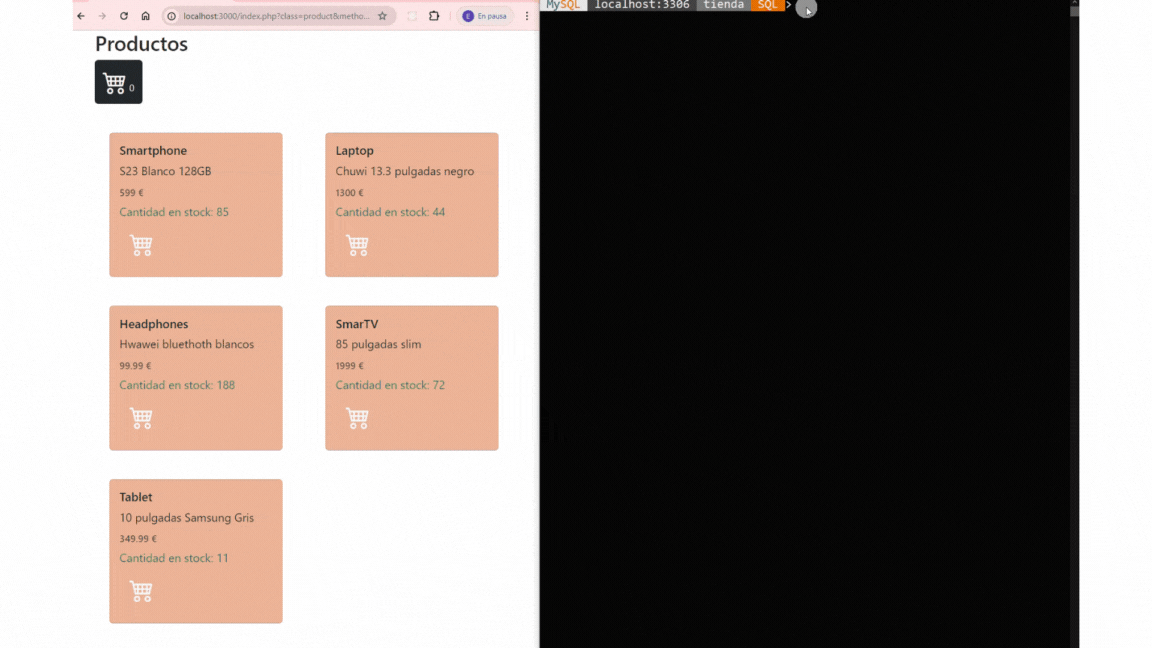 localhost:3000/index.php?class=product&metho...
E En pausa
Productos
0
Smartphone
S23 Blanco 128GB
599 €
Cantidad en stock: 85
Laptop
Chuwi 13.3 pulgadas negro
1300 €
Cantidad en stock: 44
Headphones
Hwawei bluethoth blancos
99.99 €
Cantidad en stock: 188
SmarTV
85 pulgadas slim
1999 €
Cantidad en stock: 72
Tablet
10 pulgadas Samsung Gris
349.99 €
Cantidad en stock: 11
MySQL localhost:3306 tienda SQL >